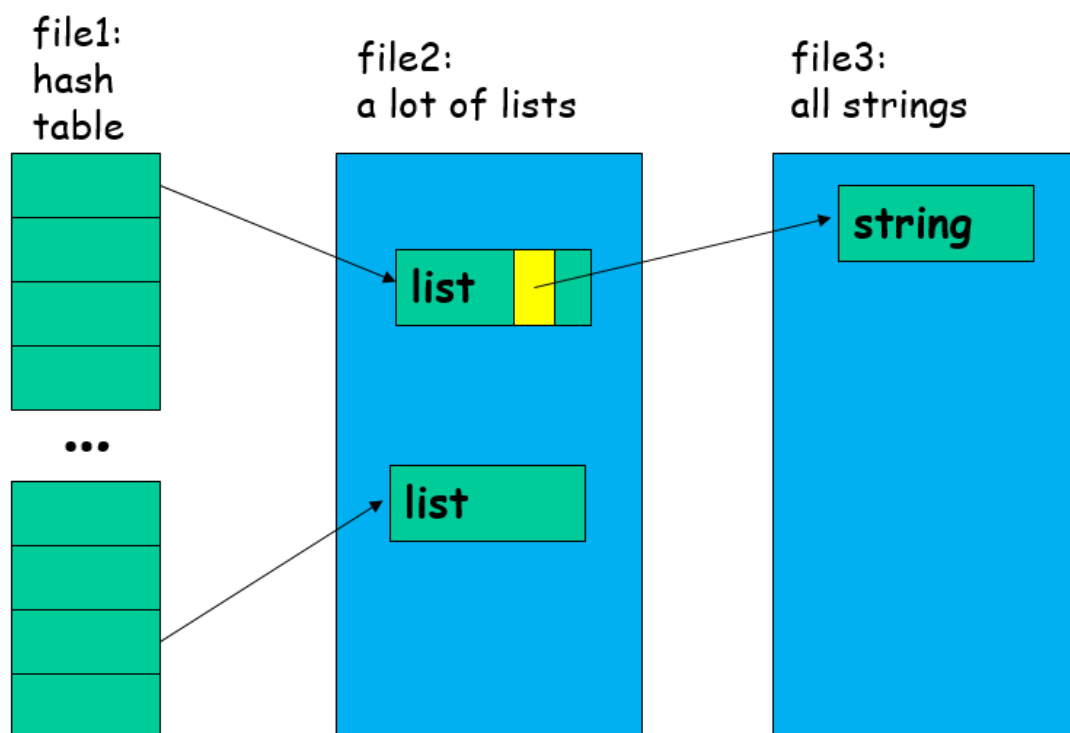 file1:
hash
table
file2:
a lot of lists
file3:
all strings
list
string
...
list